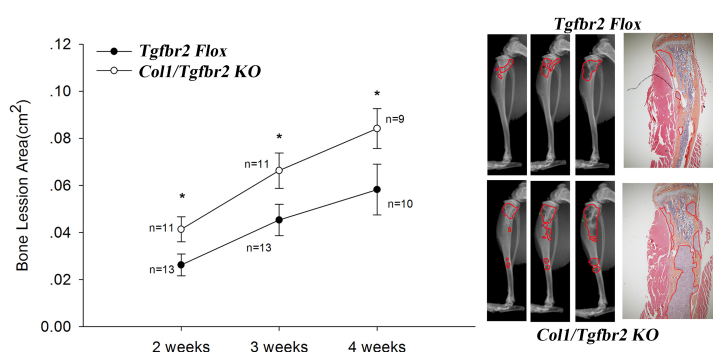 Tgfbr2 Flox
.12
Tgfbr2 Flox
Col1/Tgfbr2 KO
.10
*
n=9
*
.08
n=11
Bone Lession Area(cm2)
*
.06
n=10
n=11
.04
n=13
n=13
.02
0.00
2 weeks
3 weeks
4 weeks
Col1/Tgfbr2 KO